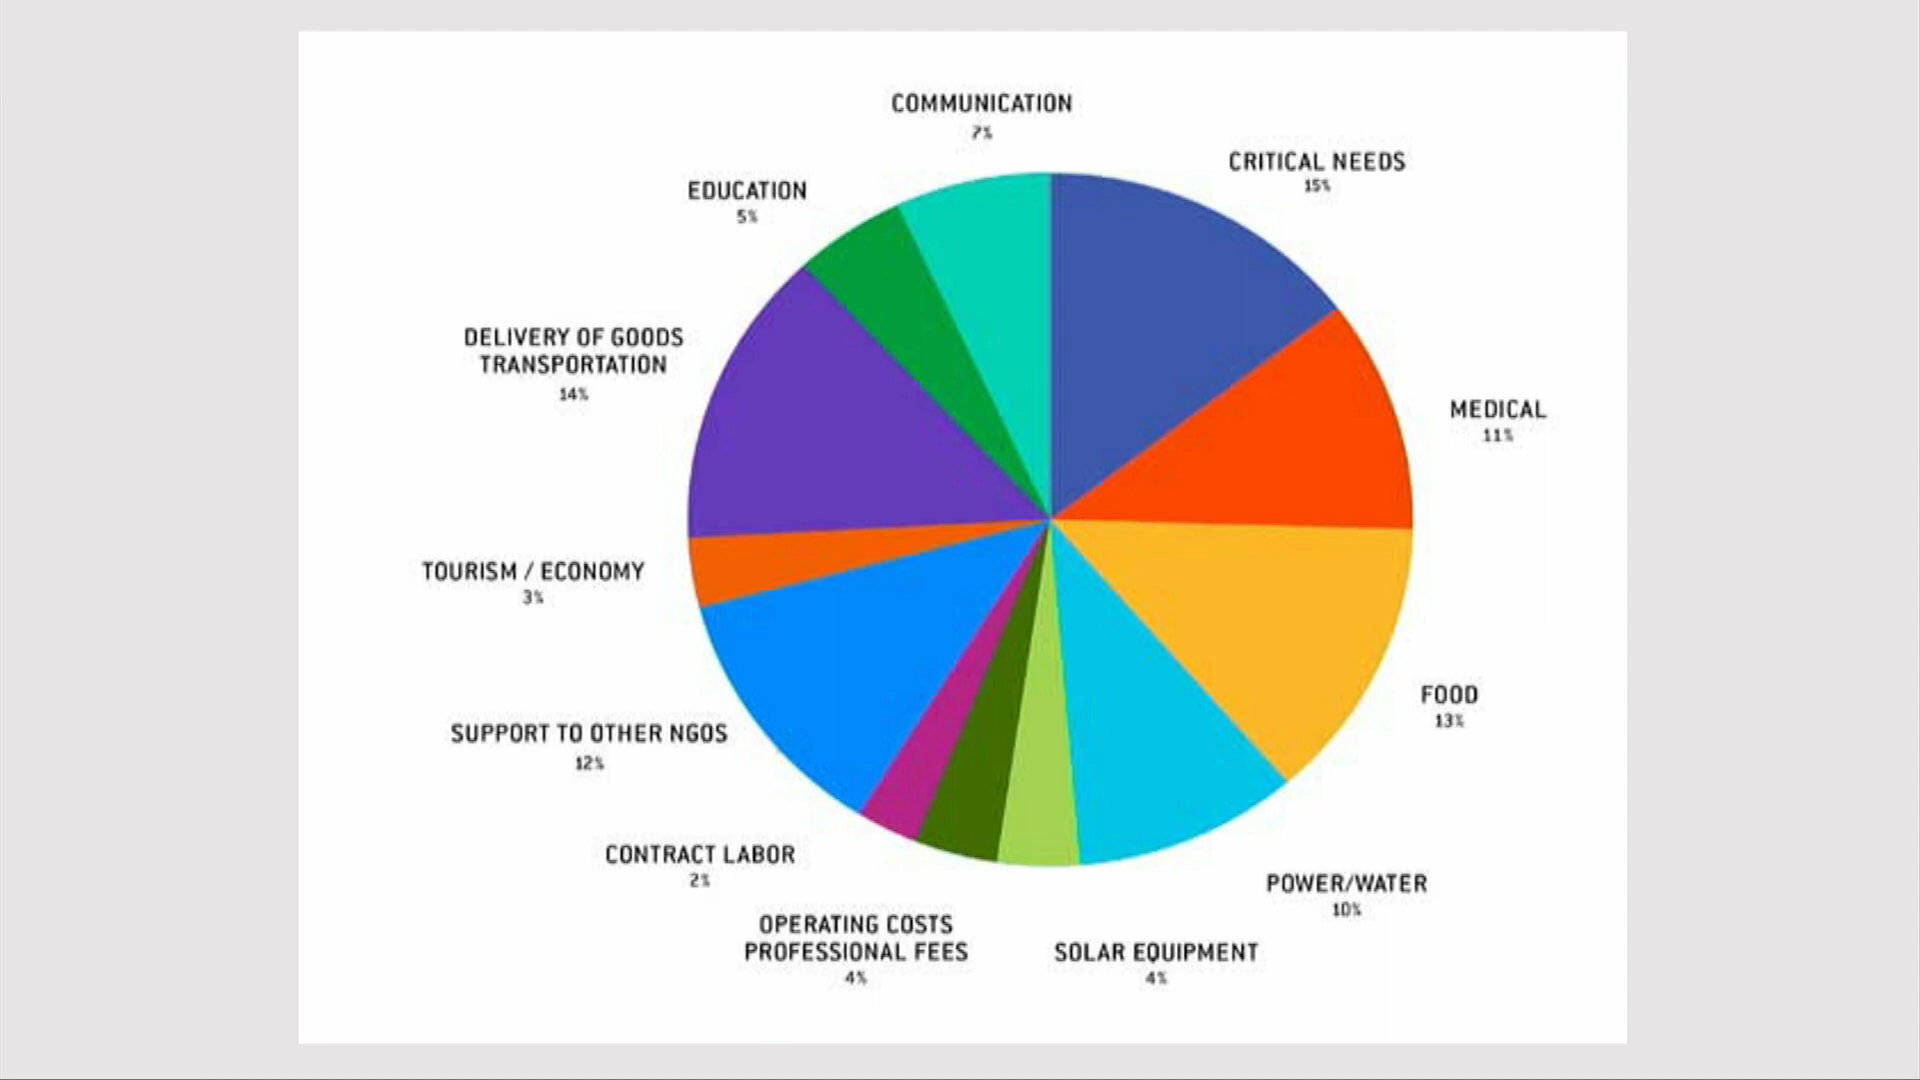 COMMUNICATION
7%
CRITICAL NEEDS
15%
MEDICAL
11%
FOOD
13%
POWER/WATER
10%
SOLAR EQUIPMENT
4%
OPERATING COSTS
PROFESSIONAL FEES
4%
CONTRACT LABOR
2%
SUPPORT TO OTHER NGOS
12%
TOURISM / ECONOMY
3%
DELIVERY OF GOODS
TRANSPORTATION
14%
EDUCATION
5%